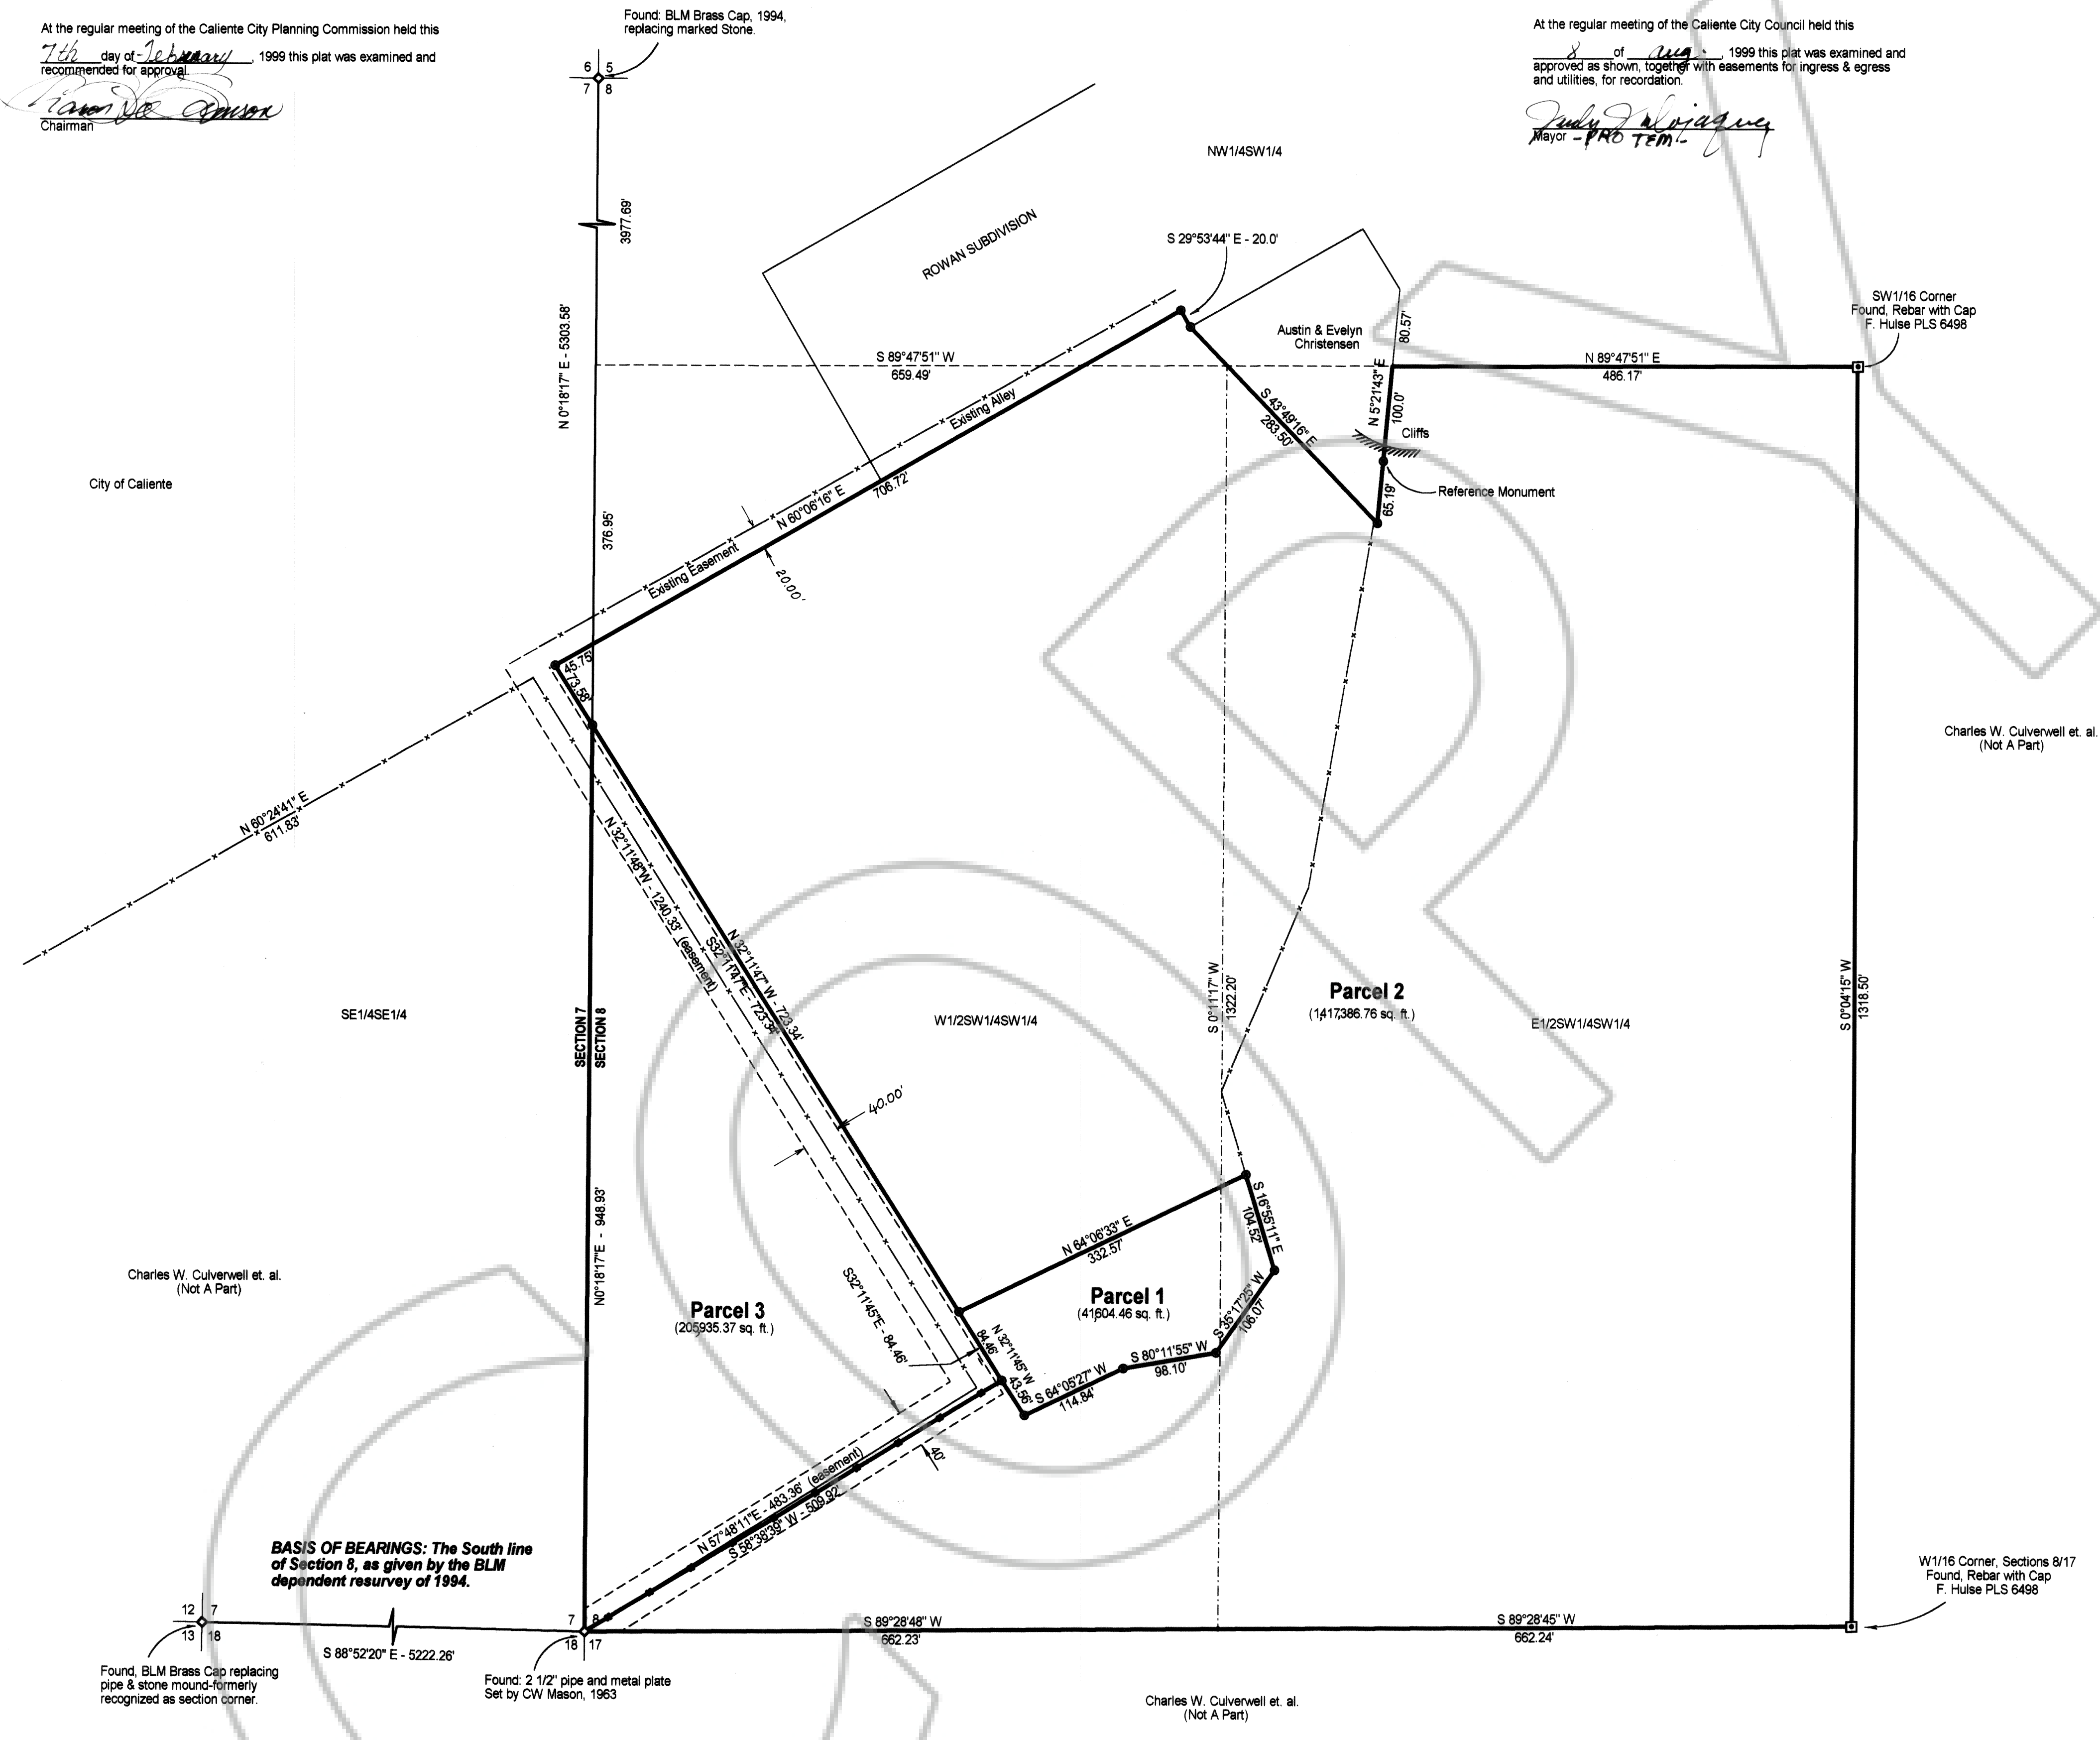 At the regular meeting of the Caliente City Planning Commission held this
7th day of February, 1999 this plat was examined and
recommended for approval.
Chairman
Found: BLM Brass Cap, 1994,
replacing marked Stone.
At the regular meeting of the Caliente City Council held this
8 of Aug., 1999 this plat was examined and
approved as shown, together with easements for ingress & egress
and utilities, for recordation.
Judy
Mayor - PRO TEM.-
6 5
7 8
NW1/4SW1/4
3977.69'
ROWAN SUBDIVISION
S 29°53'44" E - 20.0'
SW1/16 Corner
Found, Rebar with Cap
F. Hulse PLS 6498
Austin & Evelyn
Christensen
80.57'
N 0°18'17" E - 5303.58'
S 89°47'51" W
659.49'
N 89°47'51" E
486.17'
Existing Alley
S 43°49'16" E
283.50'
N 5°21'43" E
100.0'
Cliffs
City of Caliente
Reference Monument
65.19'
N 60°06'16" E
706.72'
376.95'
Existing Easement
20.00'
45.75'
73.58'
Charles W. Culverwell et. al.
(Not A Part)
N 60°24'41" E
611.83'
N 32°11'48"W - 1240.33' (easement)
N 32°11'47" W - 723.34'
S32°11'47"E - 723.34'
SE1/4SE1/4
SECTION 7
SECTION 8
W1/2SW1/4SW1/4
S 0°11'17" W
1322.20'
Parcel 2
(1,417,386.76 sq. ft.)
E1/2SW1/4SW1/4
S 0°04'15" W
1318.50'
40.00'
N0°18'17"E - 948.93'
N 64°06'33" E
332.57'
S 16°55'11" E
104.52'
Charles W. Culverwell et. al.
(Not A Part)
Parcel 3
(205,935.37 sq. ft.)
S32°11'45"E - 84.46'
Parcel 1
(41,604.46 sq. ft.)
S 35°17'25" W
106.07'
N 32°11'45" W
84.46'
43.56'
S 64°05'27" W
114.84'
S 80°11'55" W
98.10'
40'
N 57°48'11"E - 483.36' (easement)
S 58°38'39" W - 509.92'
BASIS OF BEARINGS: The South line
of Section 8, as given by the BLM
dependent resurvey of 1994.
W1/16 Corner, Sections 8/17
Found, Rebar with Cap
F. Hulse PLS 6498
12 7
13 18
7 8
18 17
S 88°52'20" E - 5222.26'
S 89°28'48" W
662.23'
S 89°28'45" W
662.24'
Found, BLM Brass Cap replacing
pipe & stone mound-formerly
recognized as section corner.
Found: 2 1/2" pipe and metal plate
Set by CW Mason, 1963
Charles W. Culverwell et. al.
(Not A Part)